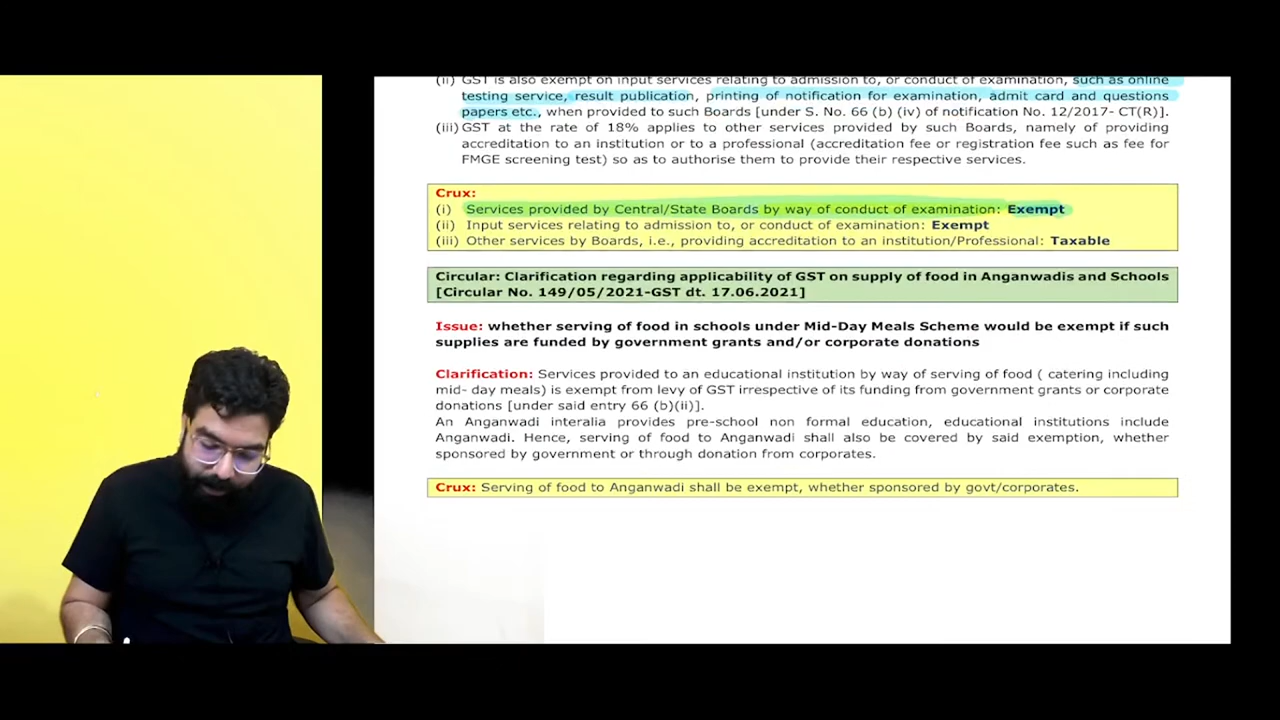 (ii) GST is also exempt on input services relating to admission to, or conduct of examination, such as online
testing service, result publication, printing of notification for examination, admit card and questions
papers etc., when provided to such Boards [under S. No. 66 (b) (iv) of notification No. 12/2017- CT(R)].
(iii) GST at the rate of 18% applies to other services provided by such Boards, namely of providing
accreditation to an institution or to a professional (accreditation fee or registration fee such as fee for
FMGE screening test) so as to authorise them to provide their respective services.
Crux:
(i) Services provided by Central/State Boards by way of conduct of examination: Exempt
(ii) Input services relating to admission to, or conduct of examination: Exempt
(iii) Other services by Boards, i.e., providing accreditation to an institution/Professional: Taxable
Circular: Clarification regarding applicability of GST on supply of food in Anganwadis and Schools
[Circular No. 149/05/2021-GST dt. 17.06.2021]
Issue: whether serving of food in schools under Mid-Day Meals Scheme would be exempt if such
supplies are funded by government grants and/or corporate donations
Clarification: Services provided to an educational institution by way of serving of food ( catering including
mid- day meals) is exempt from levy of GST irrespective of its funding from government grants or corporate
donations [under said entry 66 (b)(ii)].
An Anganwadi interalia provides pre-school non formal education, educational institutions include
Anganwadi. Hence, serving of food to Anganwadi shall also be covered by said exemption, whether
sponsored by government or through donation from corporates.
Crux: Serving of food to Anganwadi shall be exempt, whether sponsored by govt/corporates.